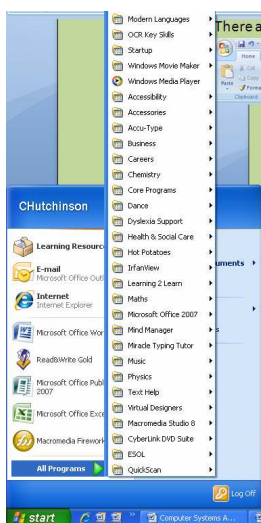 Modern Languages
OCR Key Skills
Startup
Windows Movie Maker
Windows Media Player
Accessibility
Accessories
Accu-Type
Business
Careers
Chemistry
Core Programs
Dance
Dyslexia Support
Health & Social Care
Hot Potatoes
IrfanView
Learning 2 Learn
Maths
Microsoft Office 2007
Mind Manager
Miracle Typing Tutor
Music
Physics
Text Help
Virtual Designers
Macromedia Studio 8
CyberLink DVD Suite
ESOL
QuickScan
There a
Home
Cut
Copy
Forma
Paste
Clipboard
CHutchinson
Learning Resourc
E-mail
Microsoft Office Outl
Internet
Internet Explorer
Microsoft Office Wor
Read&Write Gold
Microsoft Office Publ
2007
Microsoft Office Exce
Macromedia Firework
All Programs
uments
s
Log Off
start
Computer Systems A...